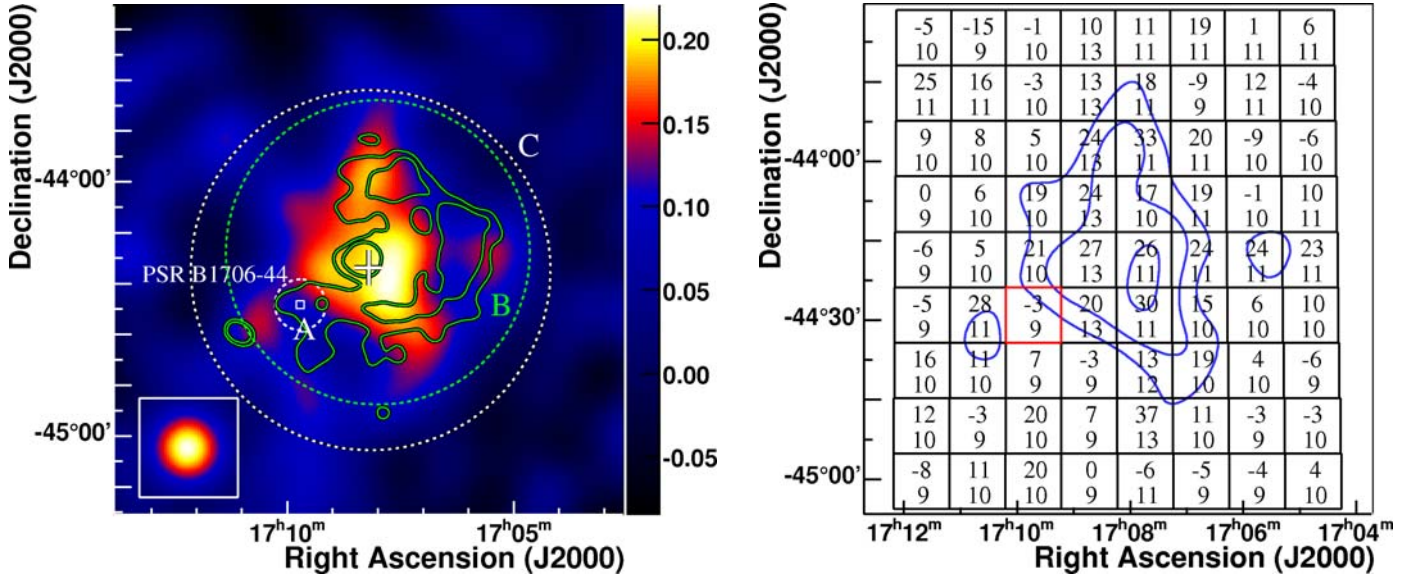 Declination (J2000)
-44°00'
-45°00'
17h10m
17h05m
Right Ascension (J2000)
PSR B1706-44
A
B
C
0.20
0.15
0.10
0.05
0.00
-0.05
Declination (J2000)
-44°00'
-44°30'
-45°00'
-5 -15 -1 10 11 19 1 6
10 9 10 13 11 11 11 11
25 16 -3 13 18 -9 12 -4
11 11 10 13 11 9 11 10
9 8 5 24 33 20 -9 -6
10 10 10 13 11 11 10 10
0 6 19 24 17 19 -1 10
9 10 10 13 10 11 10 11
-6 5 21 27 26 24 24 23
9 10 10 13 11 11 11 11
-5 28 -3 20 30 15 6 10
9 11 9 13 11 10 10 10
16 11 7 -3 13 19 4 -6
10 10 9 9 12 10 10 9
12 -3 20 7 37 11 -3 -3
10 9 10 9 13 10 9 10
-8 11 20 0 -6 -5 -4 4
9 10 10 9 11 9 9 10
17h12m
17h10m
17h08m
17h06m
17h04m
Right Ascension (J2000)